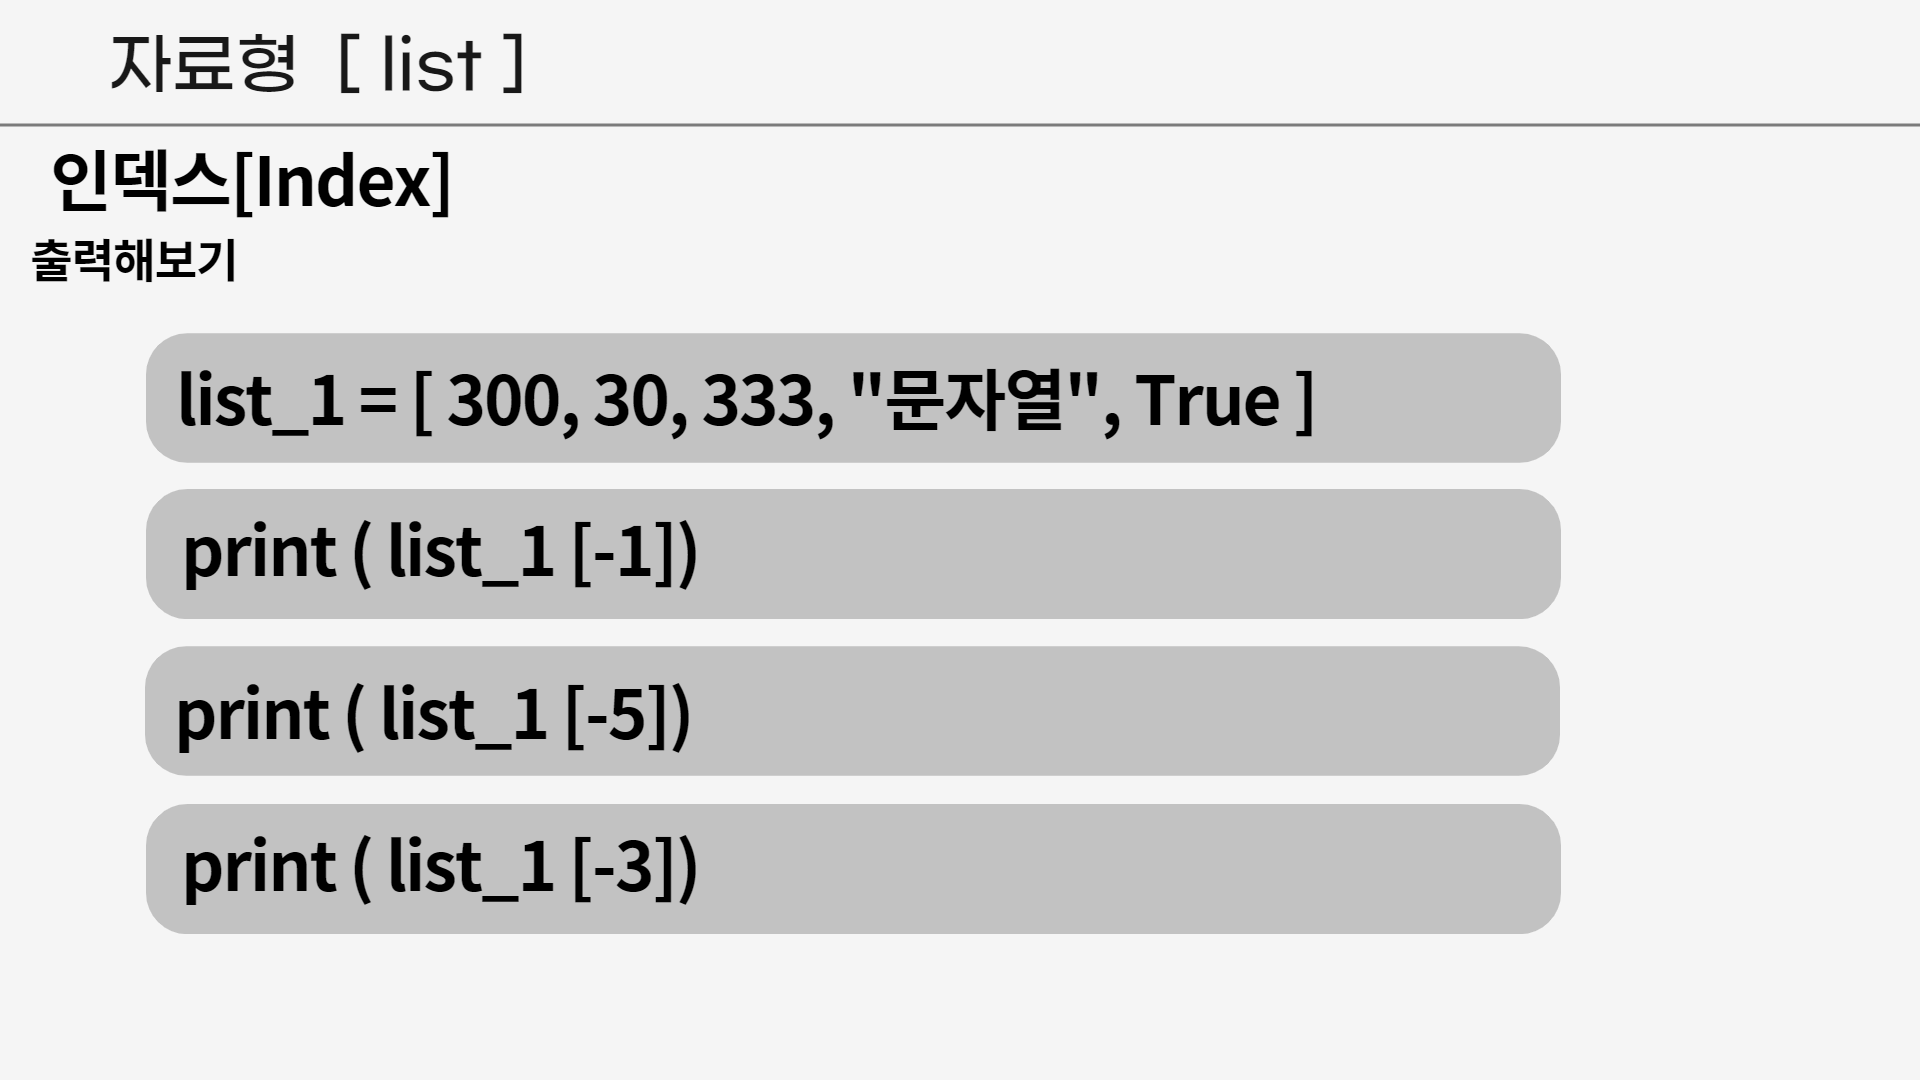 자료형 [ list ]
인덱스[Index]
출력해보기
list_1 = [ 300, 30, 333, "문자열", True ]
print ( list_1 [-1])
print ( list_1 [-5])
print ( list_1 [-3])